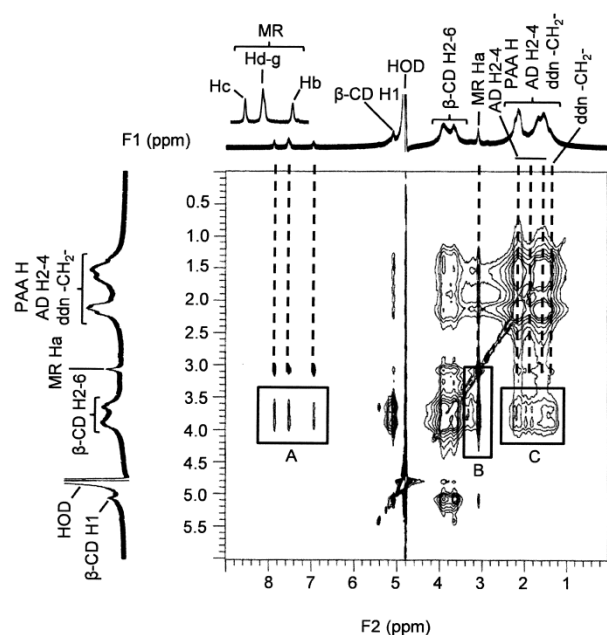 MR
Hd-g
Hc
Hb
β-CD H1
HOD
β-CD H2-6
MR Ha
AD H2-4
PAA H
AD H2-4
ddn -CH₂-
ddn -CH₂-
F1 (ppm)
0.5
1.0
1.5
2.0
2.5
3.0
3.5
4.0
4.5
5.0
5.5
PAA H
AD H2-4
ddn -CH₂-
MR Ha
β-CD H2-6
HOD
β-CD H1
A
B
C
8 7 6 5 4 3 2 1
F2 (ppm)